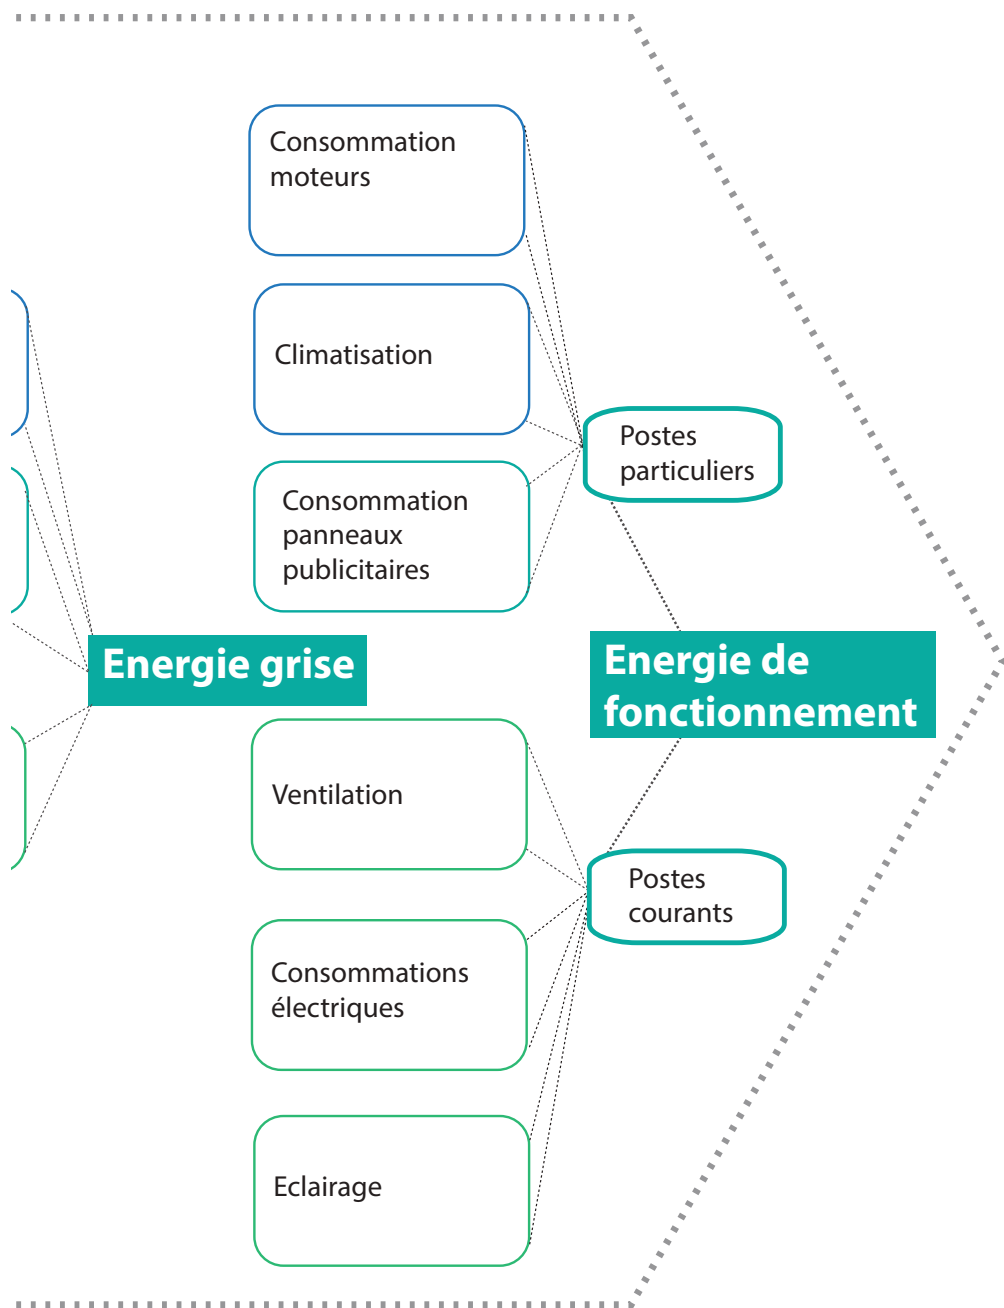 Consommation
moteurs
Climatisation
Postes
particuliers
Consommation
panneaux
publicitaires
Energie grise
Energie de
fonctionnement
Ventilation
Postes
courants
Consommations
électriques
Eclairage